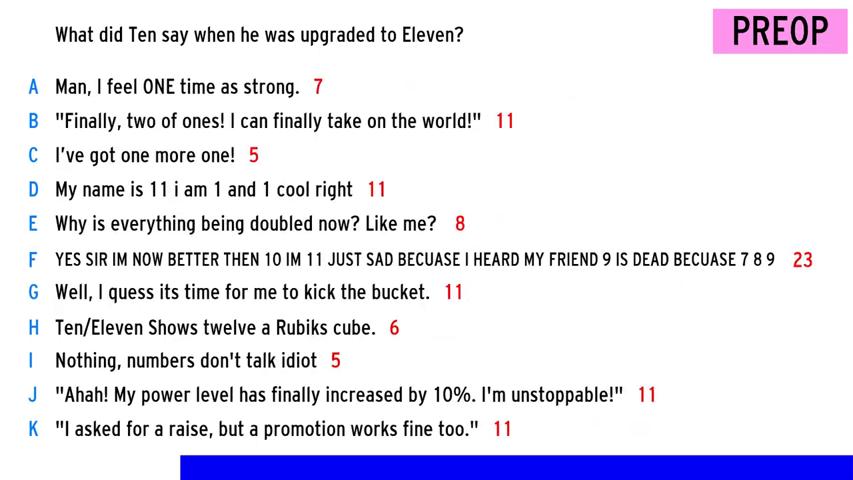 What did Ten say when he was upgraded to Eleven?
PREOP
A Man, I feel ONE time as strong. 7
B "Finally, two of ones! I can finally take on the world!" 11
C I've got one more one! 5
D My name is 11 i am 1 and 1 cool right 11
E Why is everything being doubled now? Like me? 8
F YES SIR IM NOW BETTER THEN 10 IM 11 JUST SAD BECUASE I HEARD MY FRIEND 9 IS DEAD BECUASE 7 8 9 23
G Well, I quess its time for me to kick the bucket. 11
H Ten/Eleven Shows twelve a Rubiks cube. 6
I Nothing, numbers don't talk idiot 5
J "Ahah! My power level has finally increased by 10%. I'm unstoppable!" 11
K "I asked for a raise, but a promotion works fine too." 11